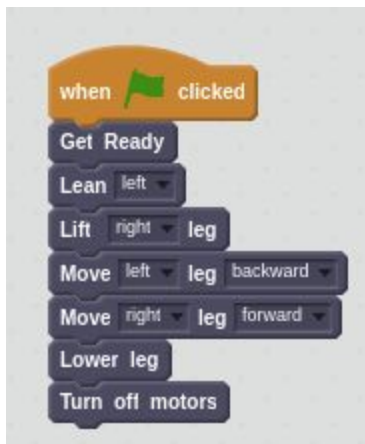 when clicked
Get Ready
Lean left
Lift right leg
Move left leg backward
Move right leg forward
Lower leg
Turn off motors